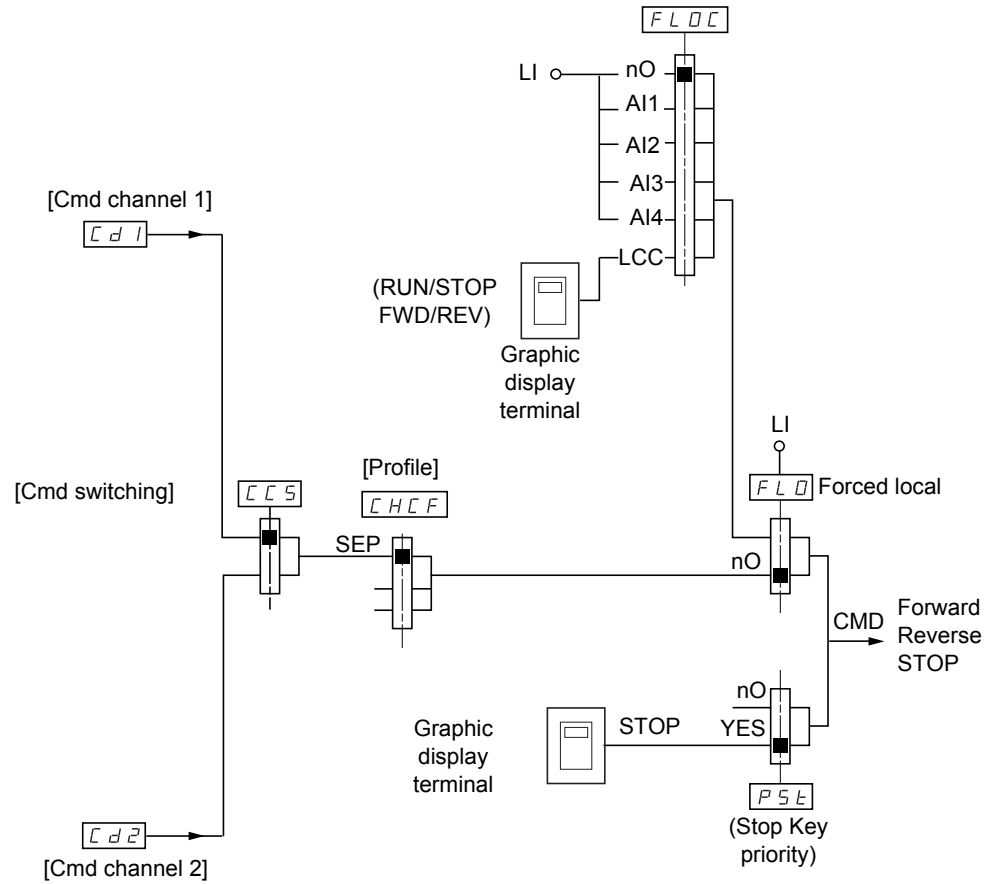 FLOC
LI
nO
AI1
AI2
AI3
AI4
LCC
(RUN/STOP
FWD/REV)
Graphic
display
terminal
[Cmd channel 1]
Cd1
[Cmd switching]
CCS
[Profile]
CHCF
SEP
LI
FLO
Forced local
nO
CMD
Forward
Reverse
STOP
nO
YES
STOP
Graphic
display
terminal
PSt
(Stop Key
priority)
Cd2
[Cmd channel 2]